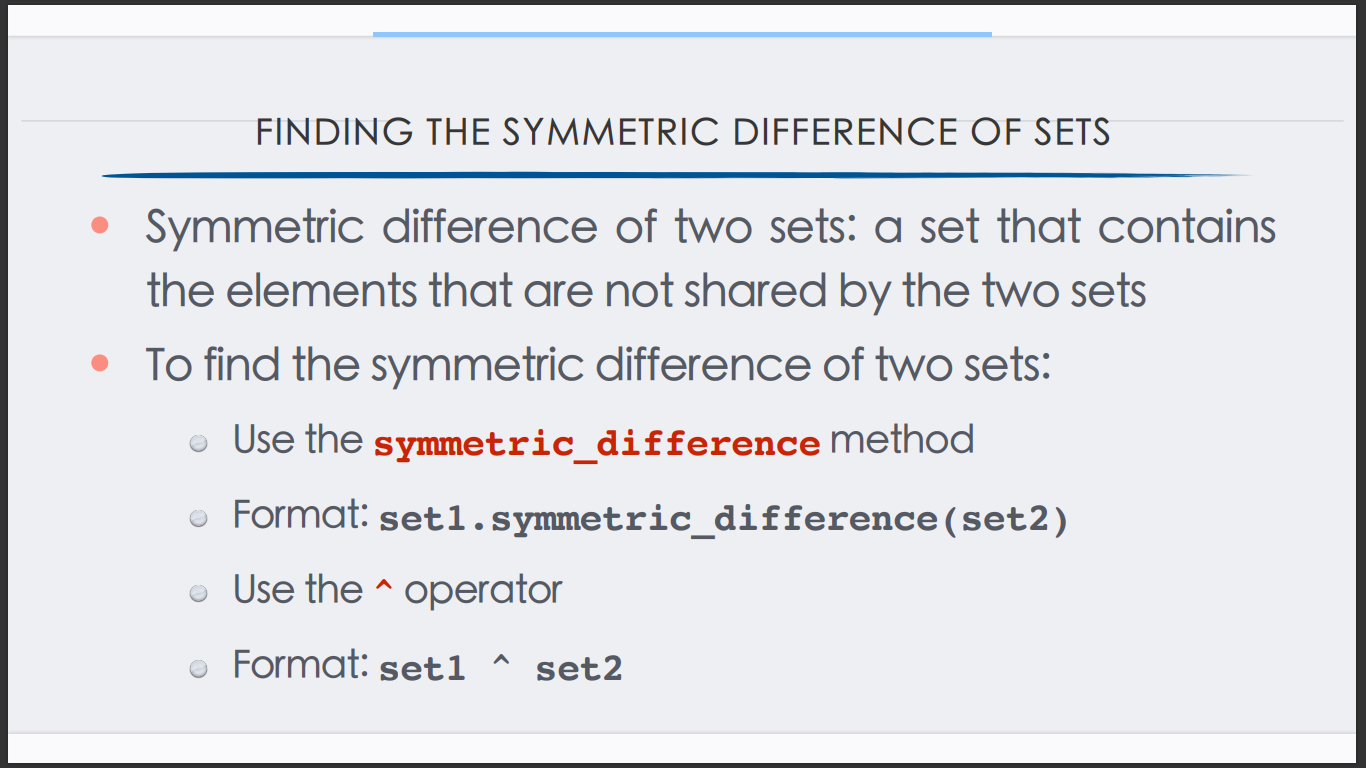 FINDING THE SYMMETRIC DIFFERENCE OF SETS
Symmetric difference of two sets: a set that contains
the elements that are not shared by the two sets
To find the symmetric difference of two sets:
Use the symmetric_difference method
Format: set1.symmetric_difference(set2)
Use the ^ operator
Format: set1 ^ set2